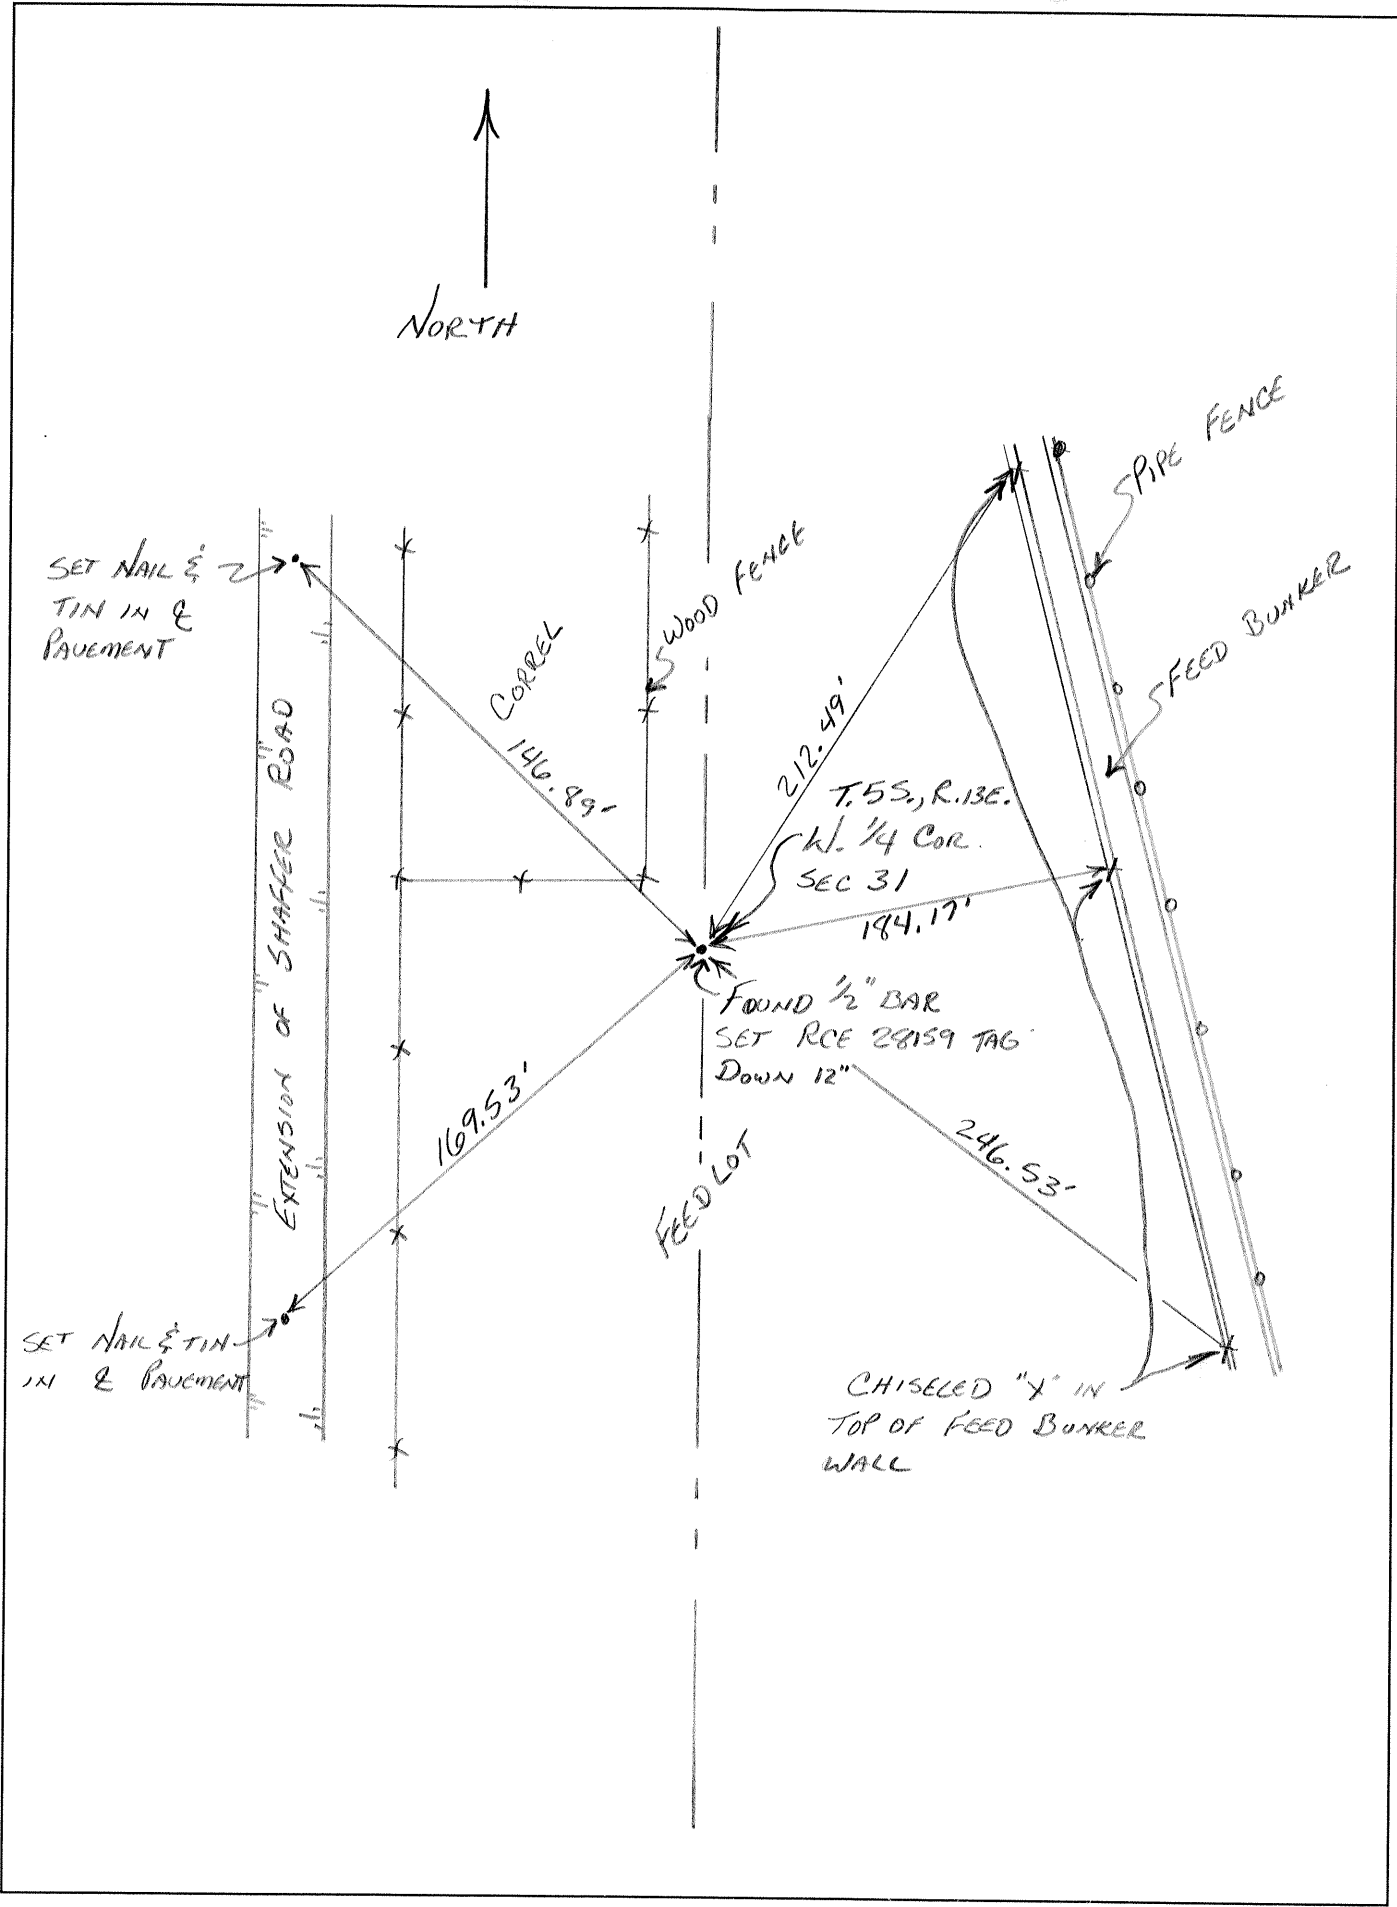 NORTH
PIPE FENCE
SET NAIL &
TIN IN ℄
PAVEMENT
WOOD FENCE
FEED BUNKER
CORREL
146.89'
212.49'
T.5S., R.13E.
W. 1/4 COR.
SEC 31
184.17'
EXTENSION OF SHAFFER ROAD
FOUND 1/2" BAR
SET RCE 28159 TAG
DOWN 12"
169.53'
246.53'
FEED LOT
SET NAIL & TIN
IN ℄ PAVEMENT
CHISELED "X" IN
TOP OF FEED BUNKER
WALL